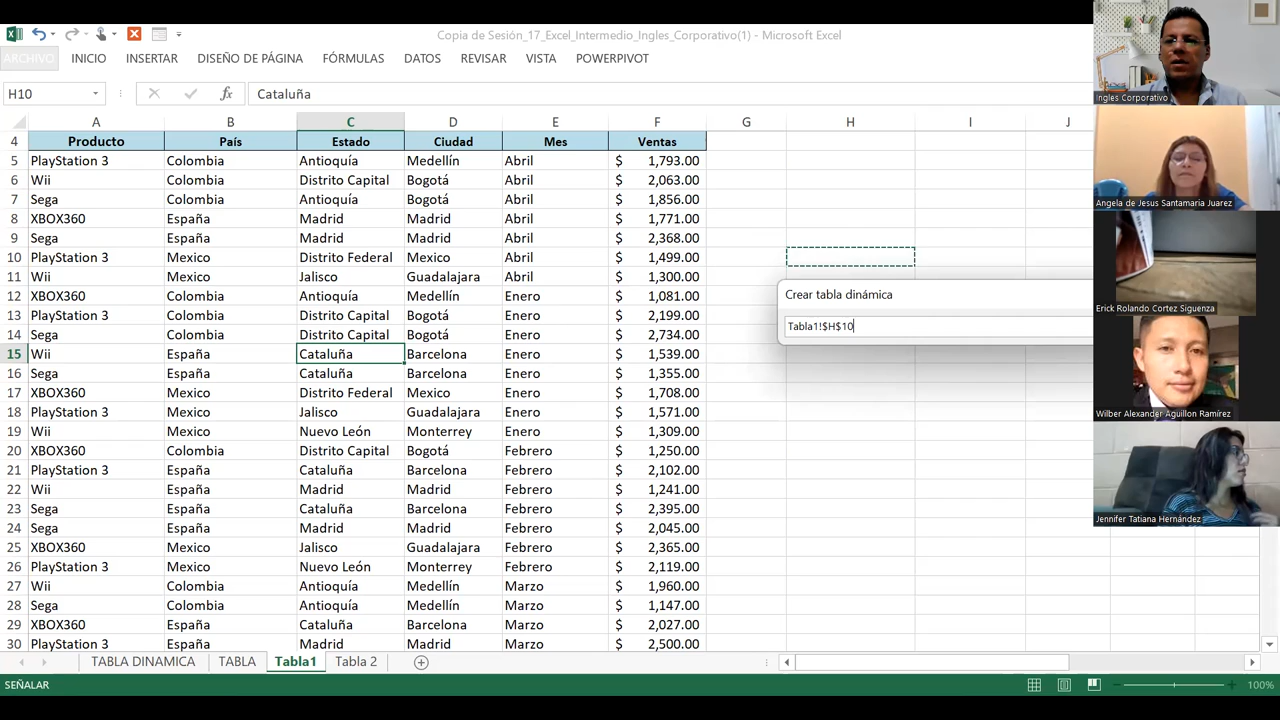 Copia de Sesión_17_Excel_Intermedio_Ingles_Corporativo(1) - Microsoft Excel
ARCHIVO INICIO INSERTAR DISEÑO DE PÁGINA FÓRMULAS DATOS REVISAR VISTA POWERPIVOT
H10 fx Cataluña
A B C D E F G H I J
4 Producto País Estado Ciudad Mes Ventas
5 PlayStation 3 Colombia Antioquía Medellín Abril $ 1,793.00
6 Wii Colombia Distrito Capital Bogotá Abril $ 2,063.00
7 Sega Colombia Antioquía Bogotá Abril $ 1,856.00
8 XBOX360 España Madrid Madrid Abril $ 1,771.00
9 Sega España Madrid Madrid Abril $ 2,368.00
10 PlayStation 3 Mexico Distrito Federal Mexico Abril $ 1,499.00
11 Wii Mexico Jalisco Guadalajara Abril $ 1,300.00
12 XBOX360 Colombia Antioquía Medellín Enero $ 1,081.00
13 PlayStation 3 Colombia Distrito Capital Bogotá Enero $ 2,199.00
14 Sega Colombia Distrito Capital Bogotá Enero $ 2,734.00
15 Wii España Cataluña Barcelona Enero $ 1,539.00
16 Sega España Cataluña Barcelona Enero $ 1,355.00
17 XBOX360 Mexico Distrito Federal Mexico Enero $ 1,708.00
18 PlayStation 3 Mexico Jalisco Guadalajara Enero $ 1,571.00
19 Wii Mexico Nuevo León Monterrey Enero $ 1,309.00
20 XBOX360 Colombia Distrito Capital Bogotá Febrero $ 1,250.00
21 PlayStation 3 España Cataluña Barcelona Febrero $ 2,102.00
22 Wii España Madrid Madrid Febrero $ 1,241.00
23 Sega España Cataluña Barcelona Febrero $ 2,395.00
24 Sega España Madrid Madrid Febrero $ 2,045.00
25 XBOX360 Mexico Jalisco Guadalajara Febrero $ 2,365.00
26 PlayStation 3 Mexico Nuevo León Monterrey Febrero $ 2,119.00
27 Wii Colombia Antioquía Medellín Marzo $ 1,960.00
28 Sega Colombia Antioquía Medellín Marzo $ 1,147.00
29 XBOX360 España Cataluña Barcelona Marzo $ 2,027.00
30 PlayStation 3 España Madrid Madrid Marzo $ 2,500.00
Crear tabla dinámica
Tabla1!$H$10
TABLA DINAMICA TABLA Tabla1 Tabla 2
SEÑALAR 100%
Ingles Corporativo
Angela de Jesus Santamaria Juarez
Erick Rolando Cortez Siguenza
Wilber Alexander Aguillon Ramírez
Jennifer Tatiana Hernández